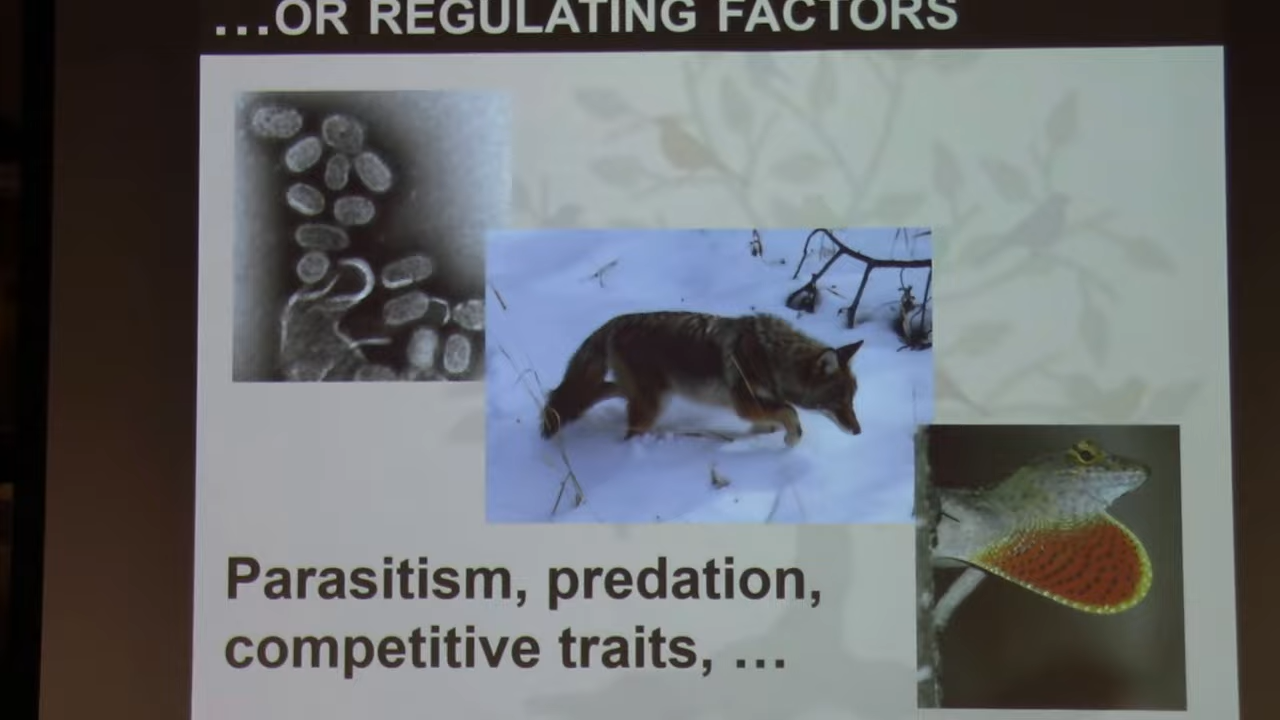 ...OR REGULATING FACTORS
Parasitism, predation,
competitive traits, ...